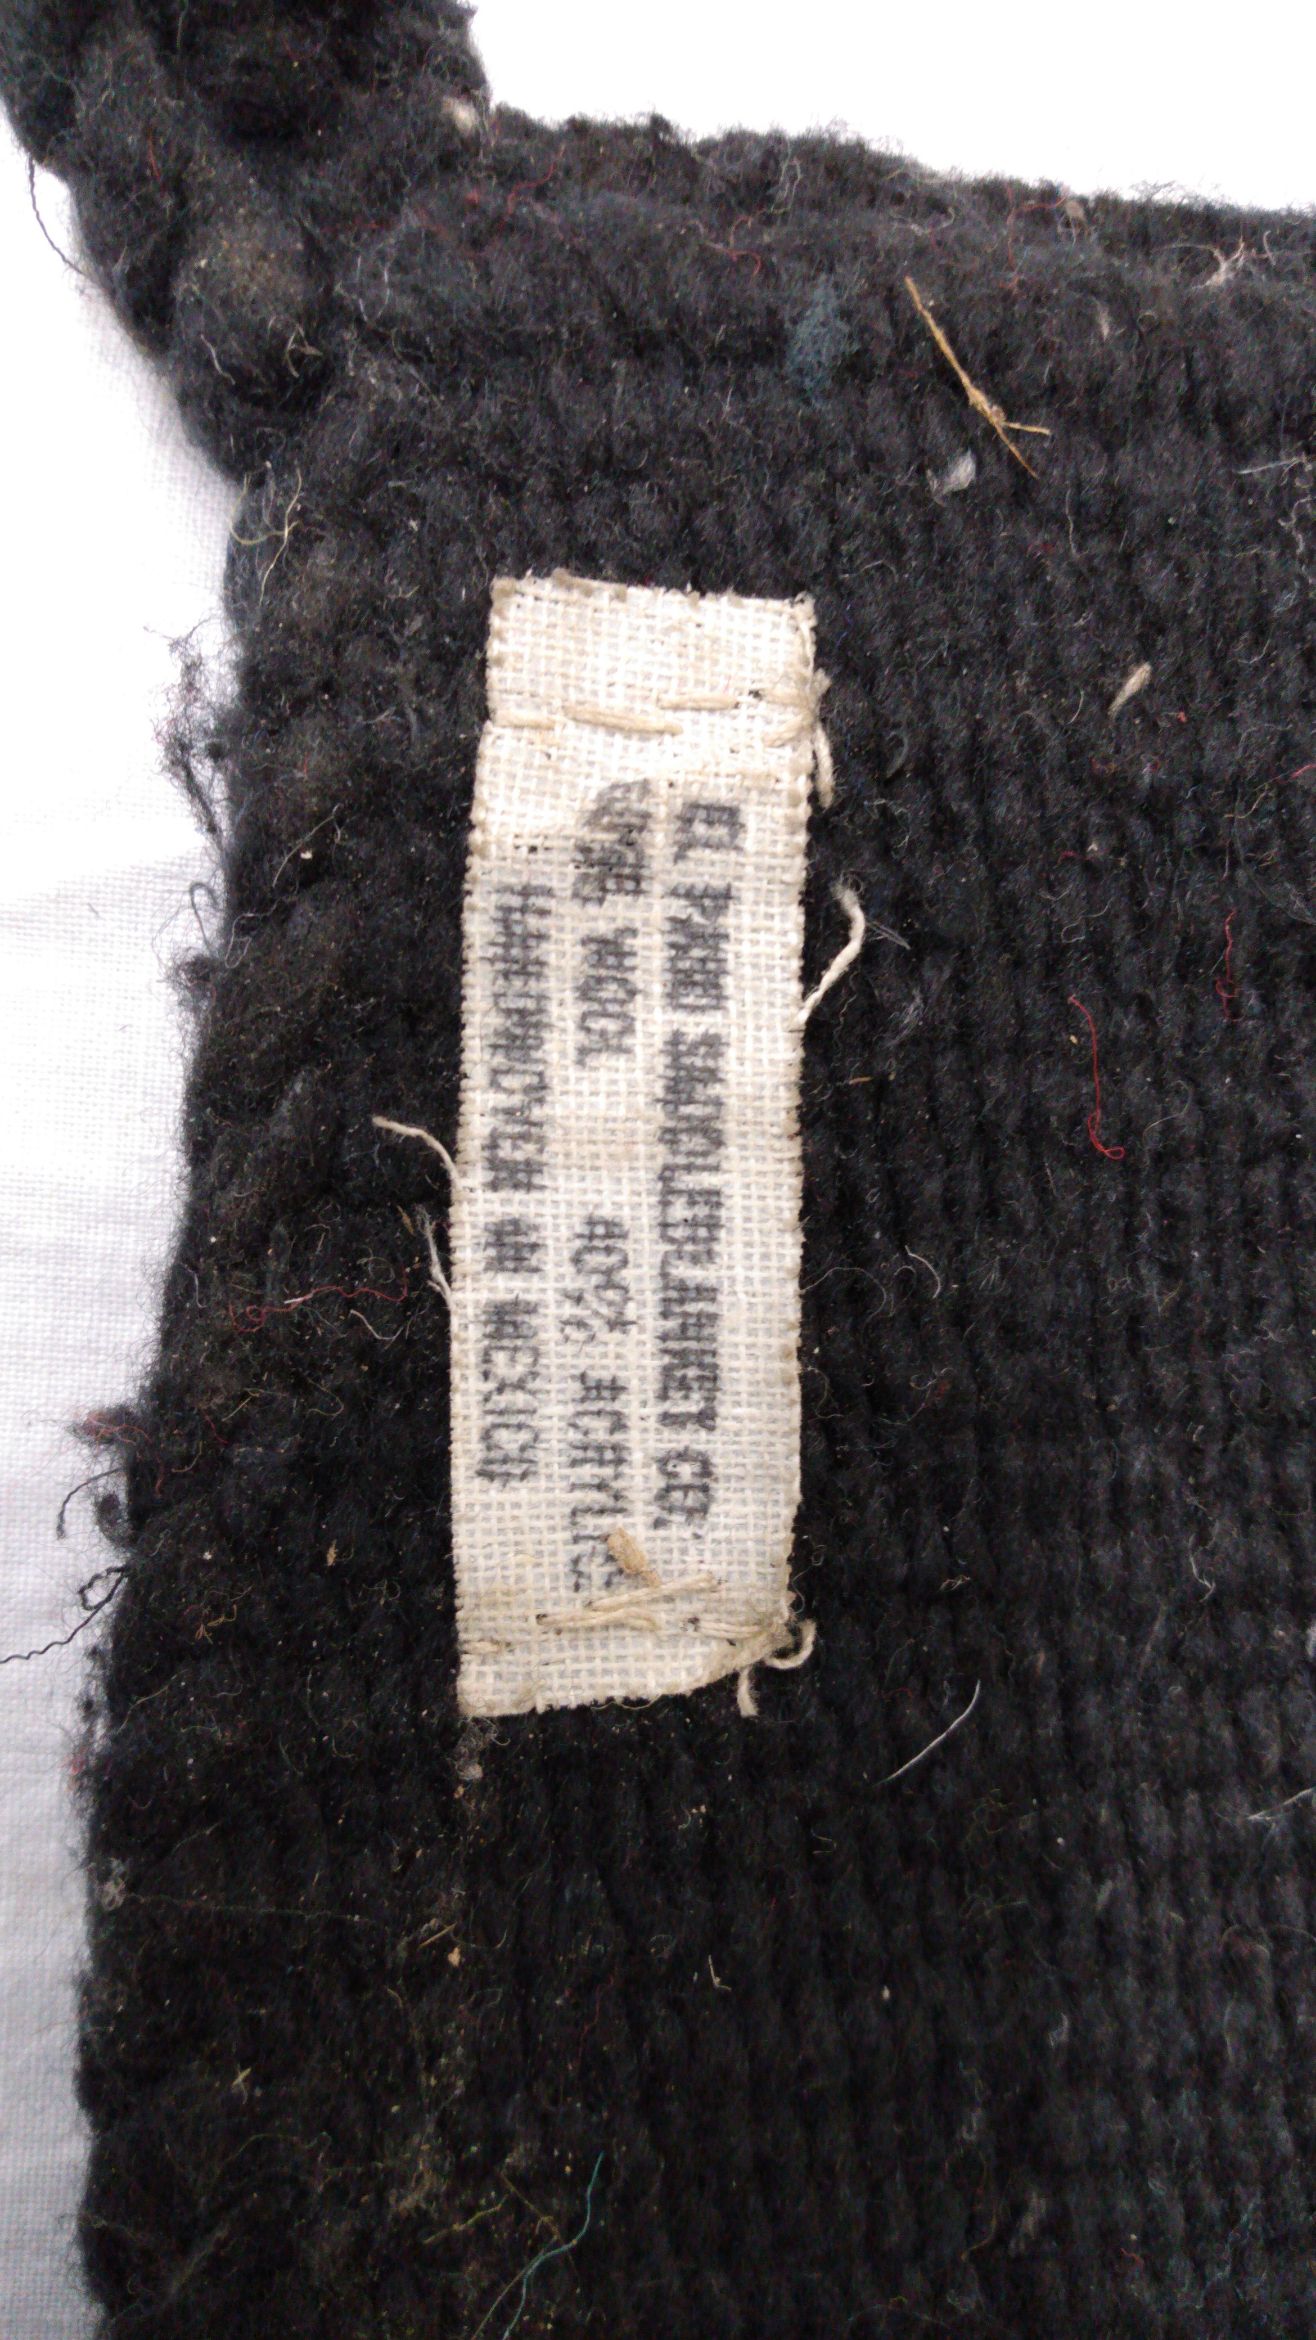 EL PASO SADDLEBLANKET CO.
60% WOOL 40% ACRYLIC
HANDWOVEN IN MEXICO